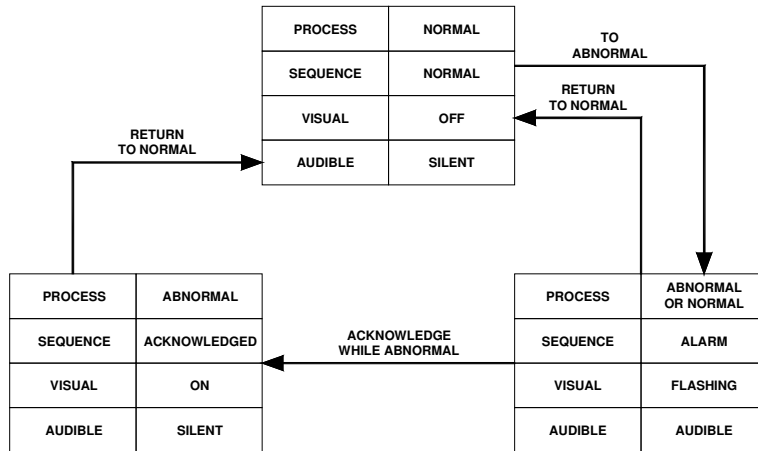 PROCESS NORMAL
SEQUENCE NORMAL
VISUAL OFF
AUDIBLE SILENT
TO
ABNORMAL
RETURN
TO NORMAL
RETURN
TO NORMAL
PROCESS ABNORMAL
SEQUENCE ACKNOWLEDGED
VISUAL ON
AUDIBLE SILENT
ACKNOWLEDGE
WHILE ABNORMAL
PROCESS ABNORMAL
OR NORMAL
SEQUENCE ALARM
VISUAL FLASHING
AUDIBLE AUDIBLE